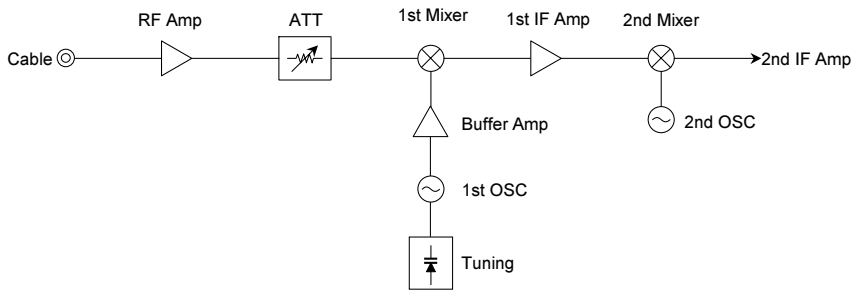 RF Amp
ATT
1st Mixer
1st IF Amp
2nd Mixer
Cable
2nd IF Amp
Buffer Amp
2nd OSC
1st OSC
Tuning